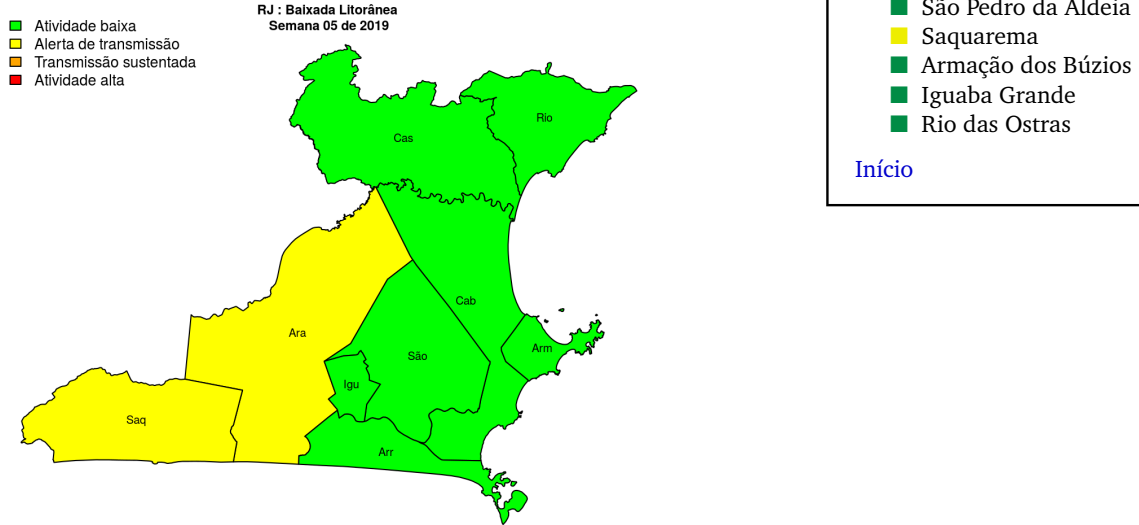 RJ : Baixada Litorânea
Semana 05 de 2019
Atividade baixa
Alerta de transmissão
Transmissão sustentada
Atividade alta
Cas
Rio
Cab
Ara
São
Arm
Igu
Saq
Arr
São Pedro da Aldeia
Saquarema
Armação dos Búzios
Iguaba Grande
Rio das Ostras
Início